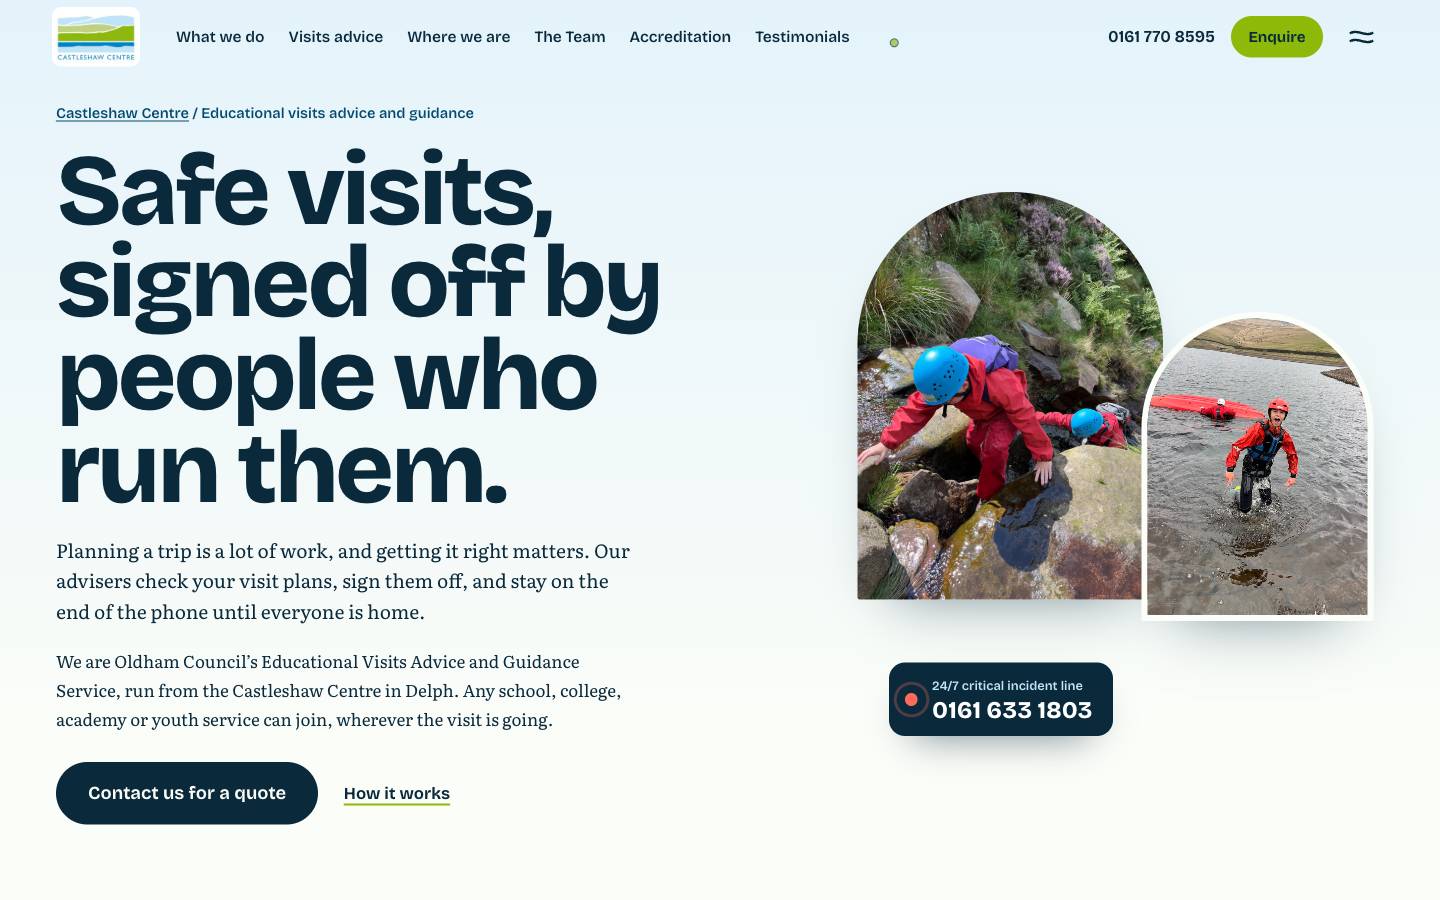 CASTLESHAW CENTRE
What we do
Visits advice
Where we are
The Team
Accreditation
Testimonials
0161 770 8595
Enquire
Castleshaw Centre / Educational visits advice and guidance
Safe visits,
signed off by
people who
run them.
Planning a trip is a lot of work, and getting it right matters. Our
advisers check your visit plans, sign them off, and stay on the
end of the phone until everyone is home.
We are Oldham Council’s Educational Visits Advice and Guidance
Service, run from the Castleshaw Centre in Delph. Any school, college,
academy or youth service can join, wherever the visit is going.
Contact us for a quote
How it works
24/7 critical incident line
0161 633 1803